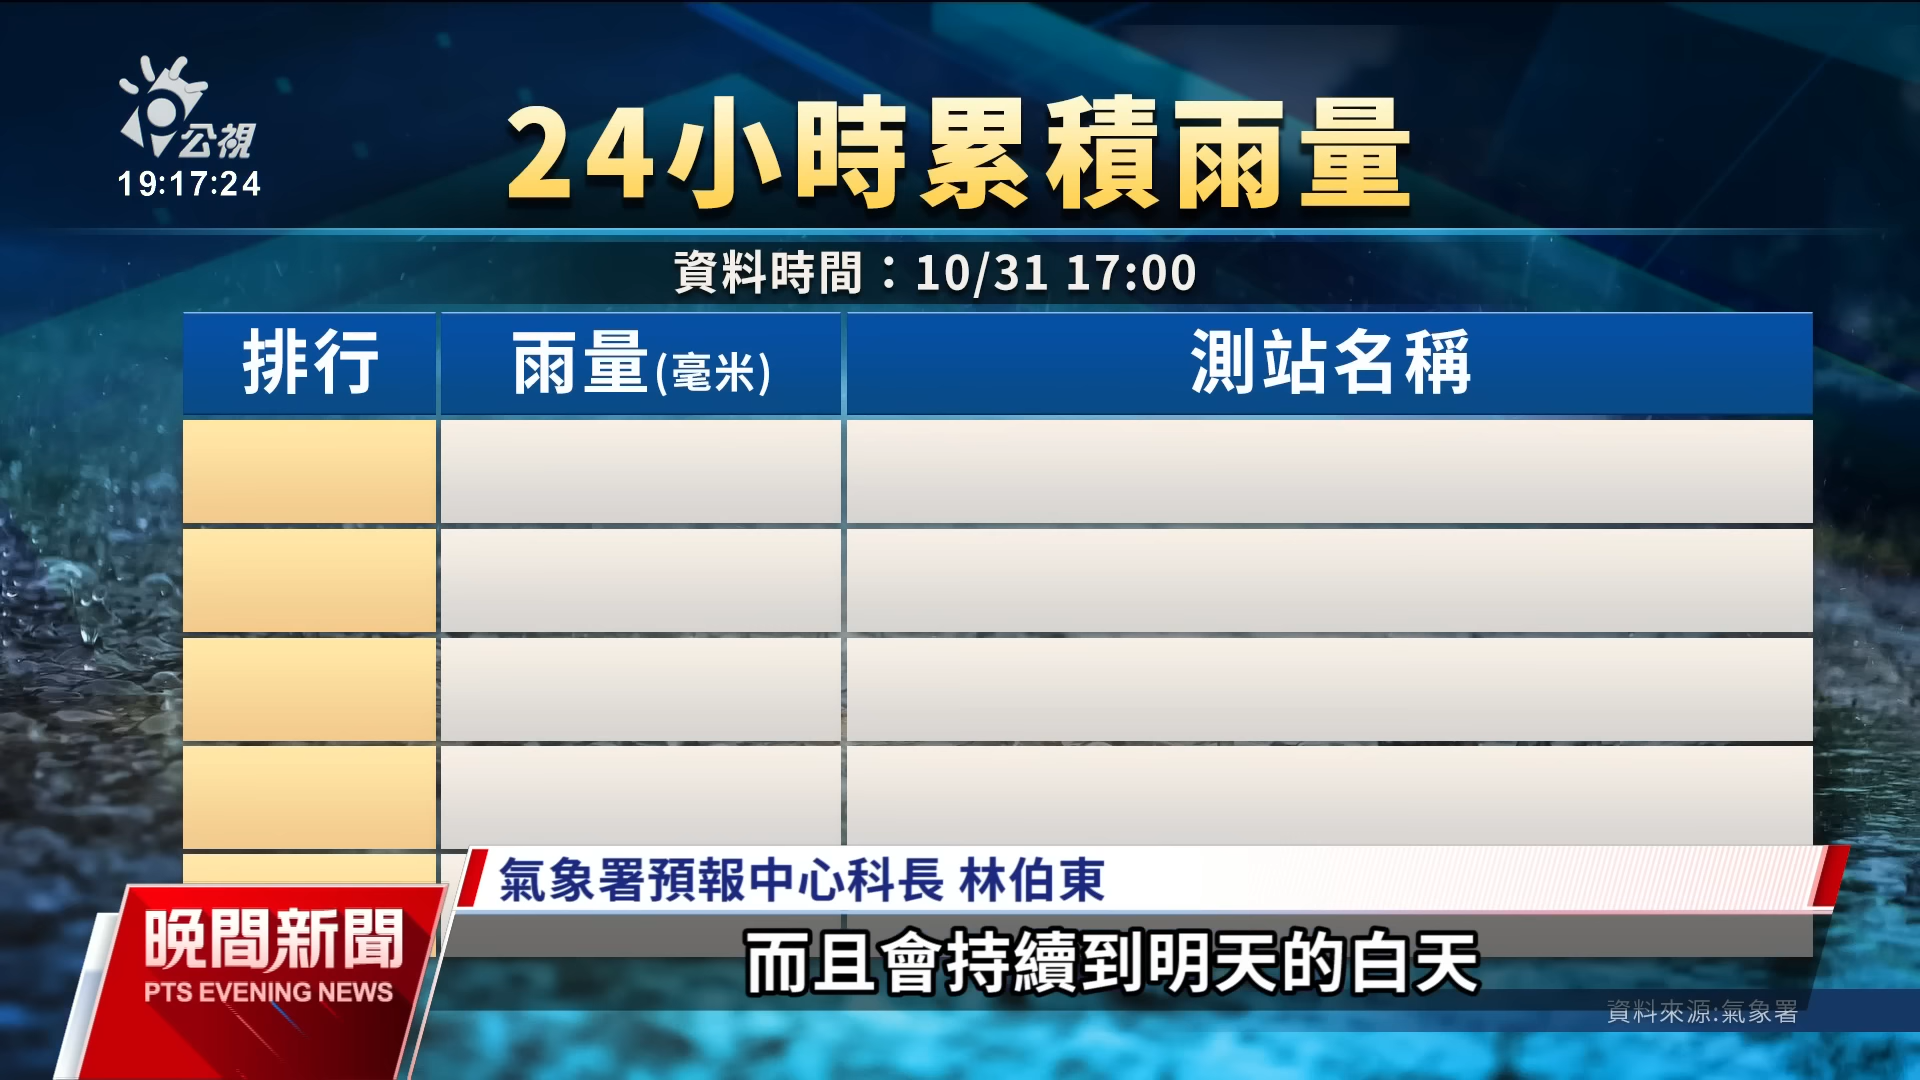 公視
19:17:24
24小時累積雨量
資料時間：10/31 17:00
排行 雨量(毫米) 測站名稱
氣象署預報中心科長 林伯東
晚間新聞
PTS EVENING NEWS
而且會持續到明天的白天
資料來源:氣象署